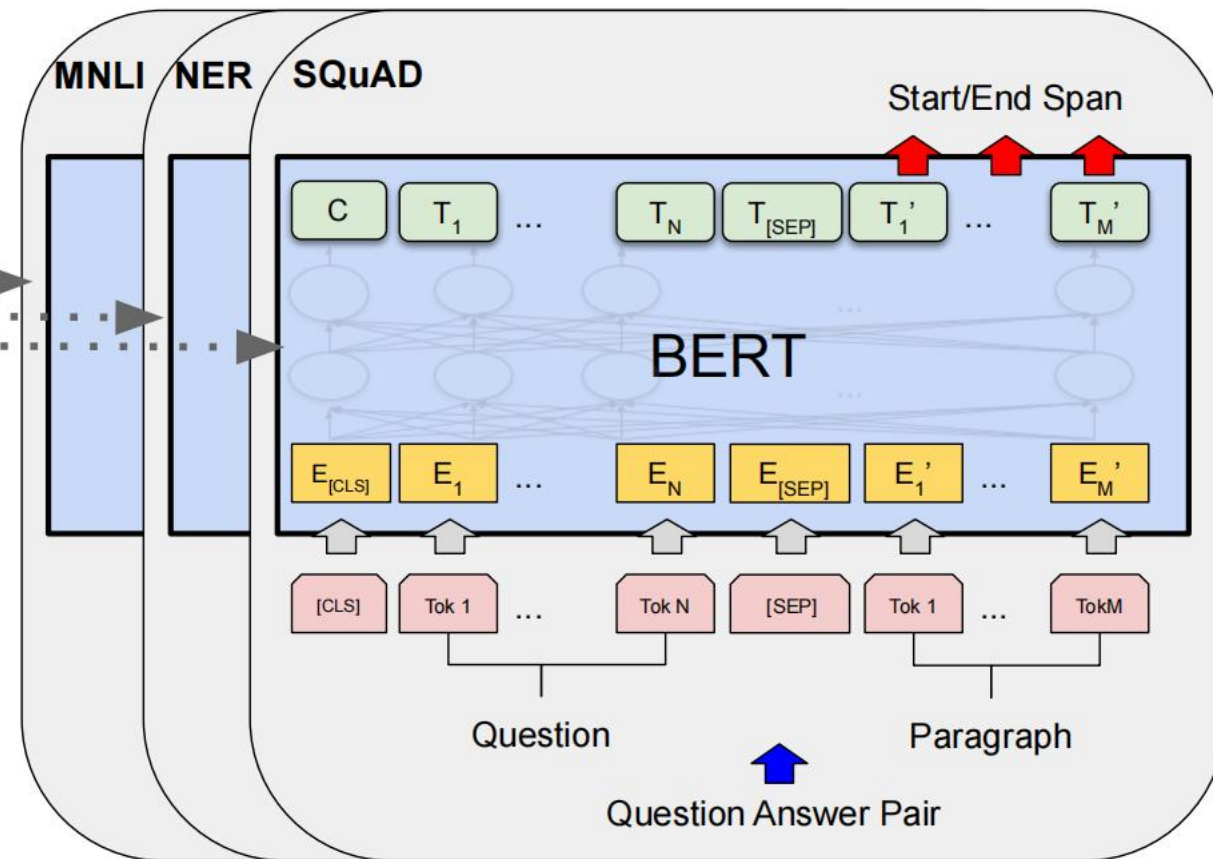 MNLI NER SQuAD
Start/End Span
C T1 ... TN T[SEP] T1’ ... TM’
...
BERT
...
E[CLS] E1 ... EN E[SEP] E1’ ... EM’
[CLS] Tok 1 ... Tok N [SEP] Tok 1 ... TokM
Question Paragraph
Question Answer Pair